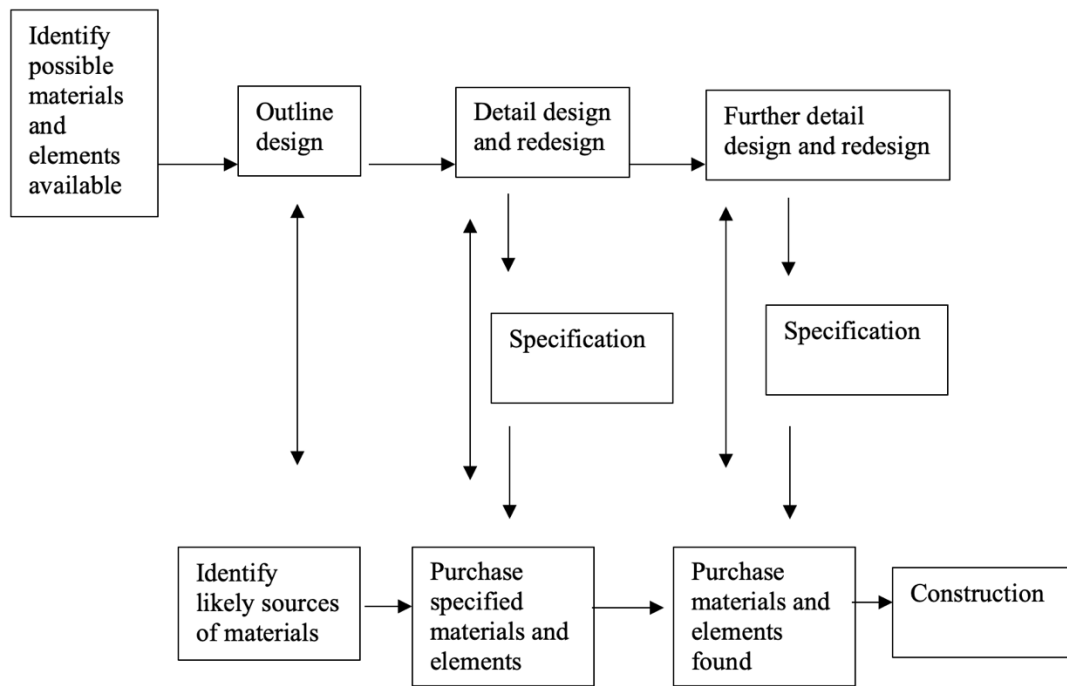 Identify
possible
materials
and
elements
available
Outline
design
Detail design
and redesign
Further detail
design and redesign
Specification
Specification
Identify
likely sources
of materials
Purchase
specified
materials and
elements
Purchase
materials and
elements
found
Construction